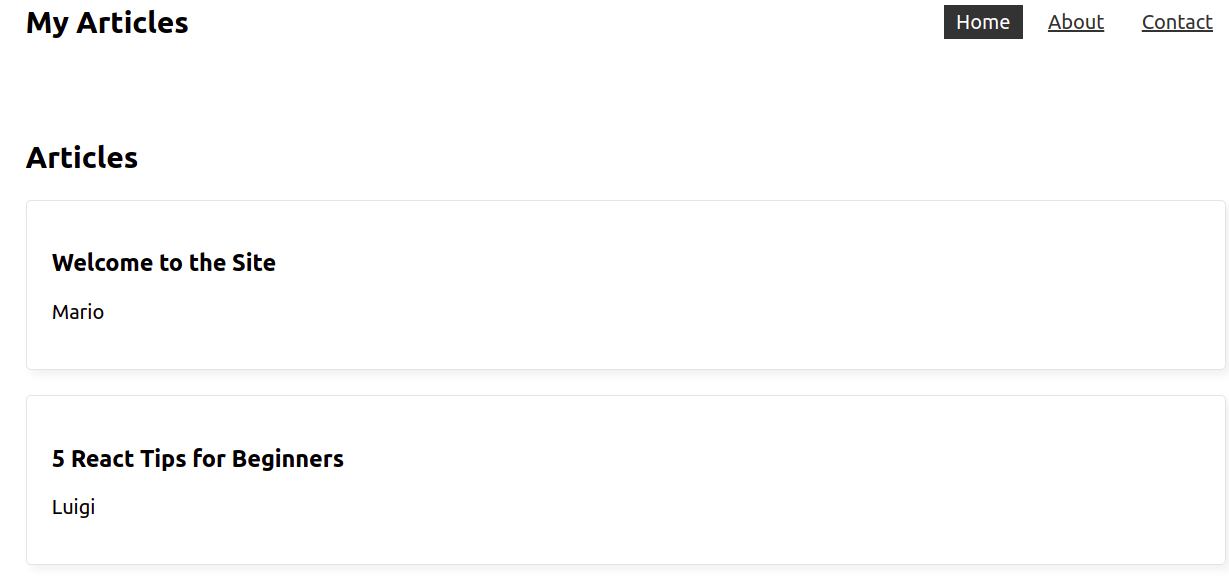 My Articles
Home About Contact
Articles
Welcome to the Site
Mario
5 React Tips for Beginners
Luigi